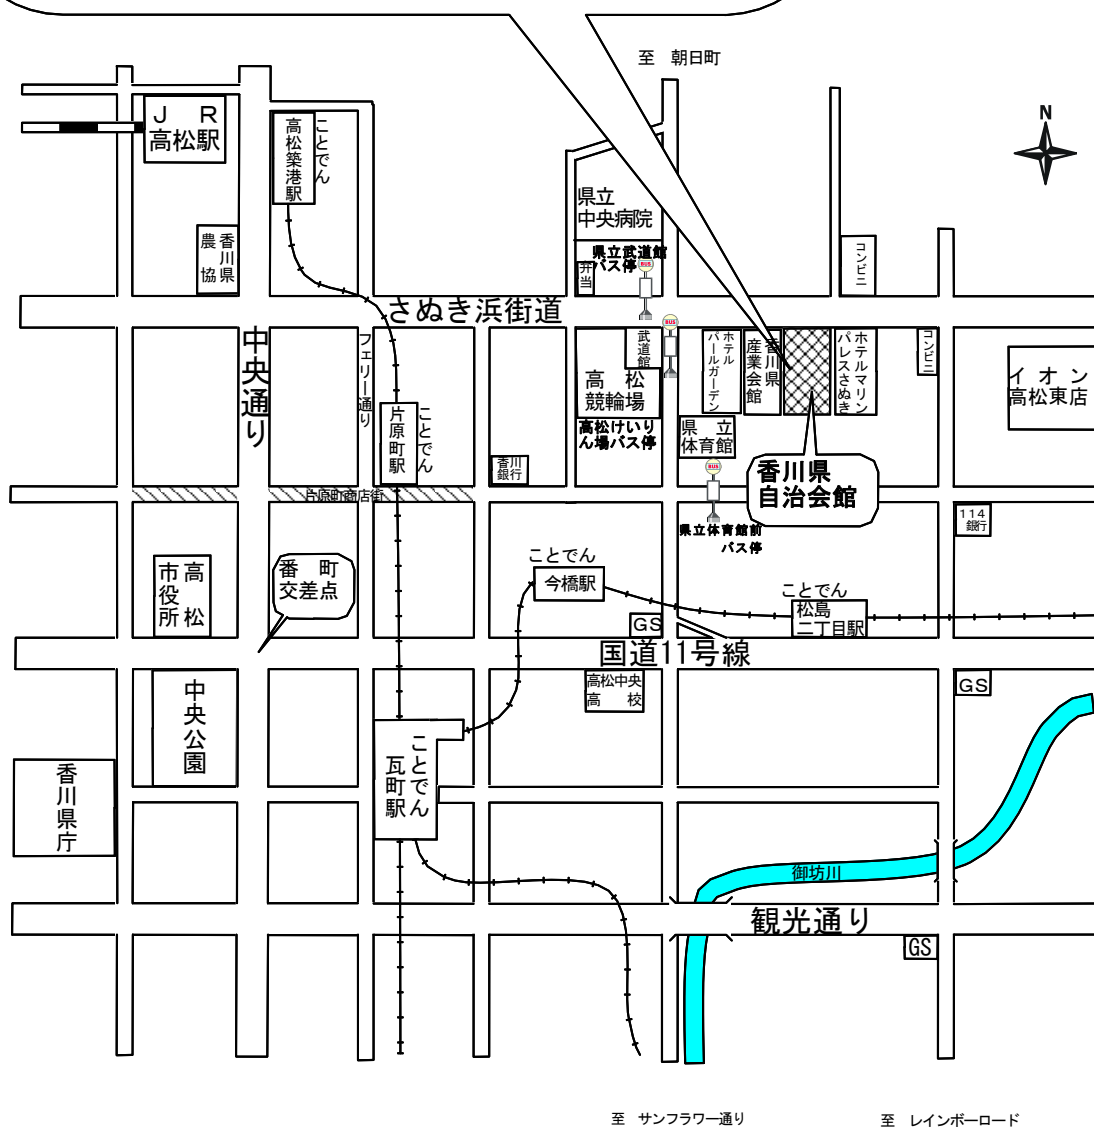 至 朝日町
N
ＪＲ
高松駅
高松築港駅
ことでん
県立
中央病院
香川県
農協
県立武道館
バス停
弁当
BUS
コンビニ
さぬき浜街道
BUS
中央通り
フェリー通り
武道館
高松
競輪場
ホテル
パールガーデン
香川県
産業会館
ホテルマリン
パレスさぬき
コンビニ
イオン
高松東店
片原町駅
ことでん
高松けいり
ん場バス停
県立
体育館
香川
銀行
BUS
香川県
自治会館
片原町商店街
114
銀行
県立体育館前
バス停
高松
市役所
番町
交差点
ことでん
今橋駅
ことでん
松島
二丁目駅
GS
国道11号線
高松中央
高校
GS
中央公園
ことでん
瓦町駅
香川県庁
御坊川
観光通り
GS
至 サンフラワー通り
至 レインボーロード